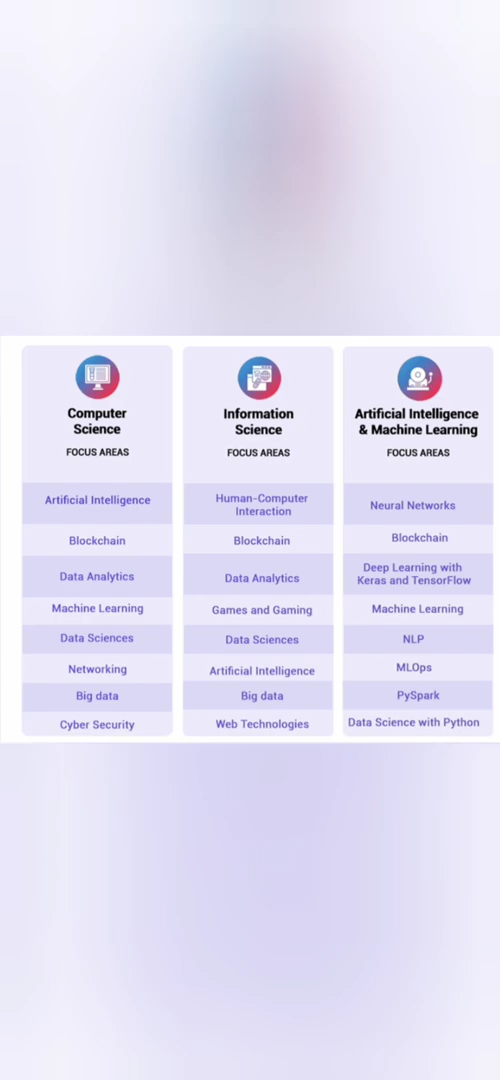 Computer
Science
FOCUS AREAS
Artificial Intelligence
Blockchain
Data Analytics
Machine Learning
Data Sciences
Networking
Big data
Cyber Security
Information
Science
FOCUS AREAS
Human-Computer
Interaction
Blockchain
Data Analytics
Games and Gaming
Data Sciences
Artificial Intelligence
Big data
Web Technologies
Artificial Intelligence
& Machine Learning
FOCUS AREAS
Neural Networks
Blockchain
Deep Learning with
Keras and TensorFlow
Machine Learning
NLP
MLOps
PySpark
Data Science with Python